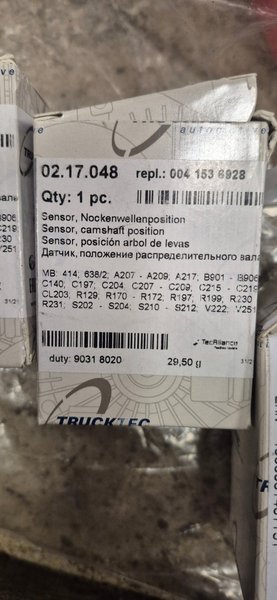 automotive
02.17.048 repl.: 004 153 6928
Qty: 1 pc.
Sensor, Nockenwellenposition
Sensor, camshaft position
Sensor, posición arbol de levas
Датчик, положение распределительного вала
MB: 414; 638/2; A207 - A209; A217; B901 - B906
C140; C197; C204; C207 - C209; C215 - C219
CL203, R129, R170 - R172, R197, R199, R230
R231; S202 - S204; S210 - S212, V222, V251
TecAlliance
duty: 9031 8020 29,50 g
TRUCKTEC